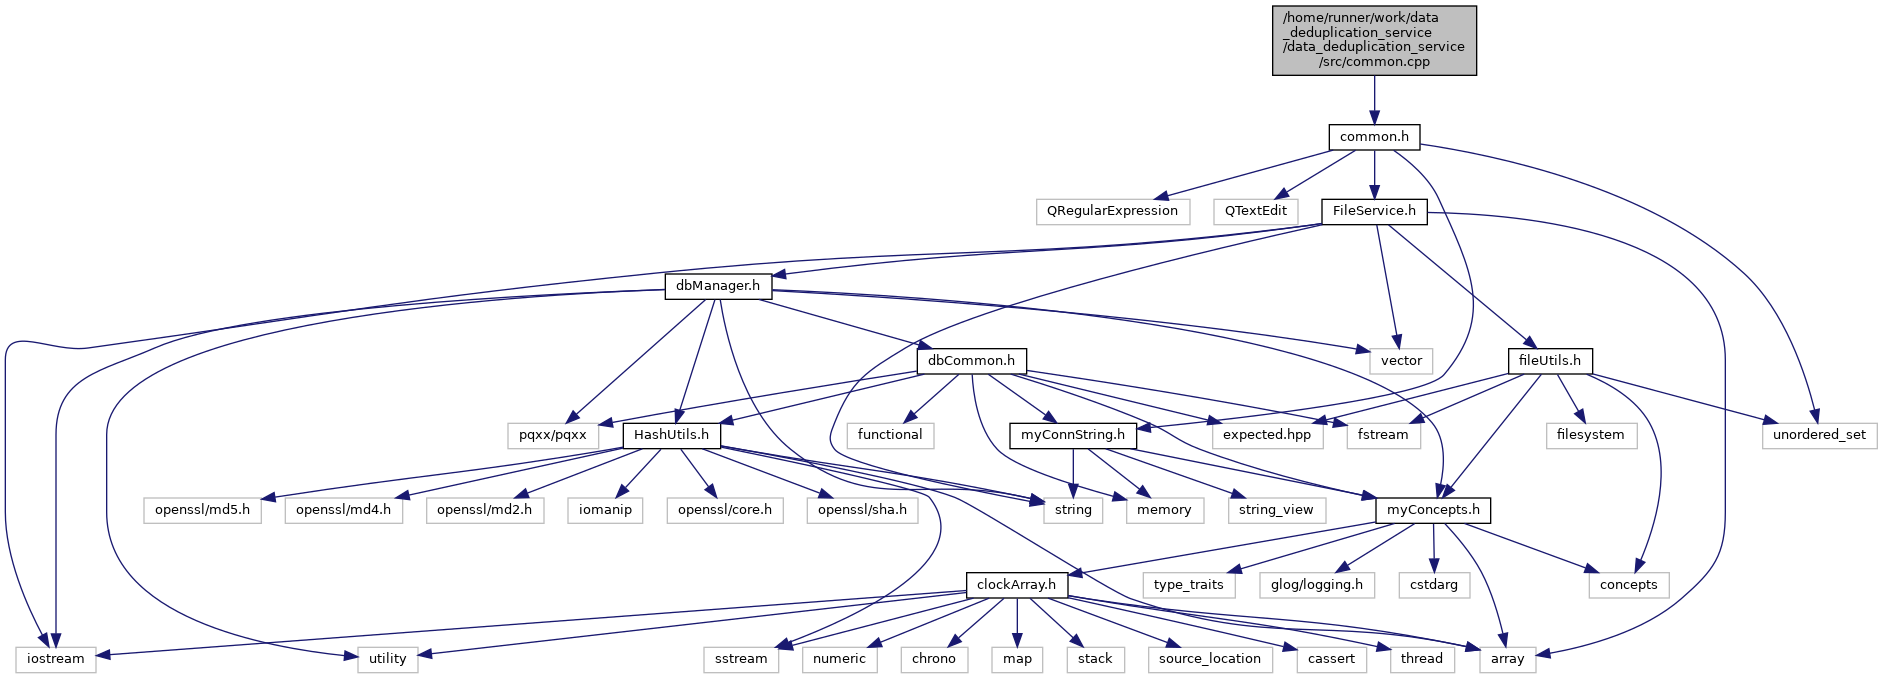 /home/runner/work/data
_deduplication_service
/data_deduplication_service
/src/common.cpp
common.h
QRegularExpression
QTextEdit
FileService.h
dbManager.h
dbCommon.h
vector
fileUtils.h
pqxx/pqxx
HashUtils.h
functional
myConnString.h
expected.hpp
fstream
filesystem
unordered_set
openssl/md5.h
openssl/md4.h
openssl/md2.h
iomanip
openssl/core.h
openssl/sha.h
string
memory
string_view
myConcepts.h
clockArray.h
type_traits
glog/logging.h
cstdarg
concepts
iostream
utility
sstream
numeric
chrono
map
stack
source_location
cassert
thread
array